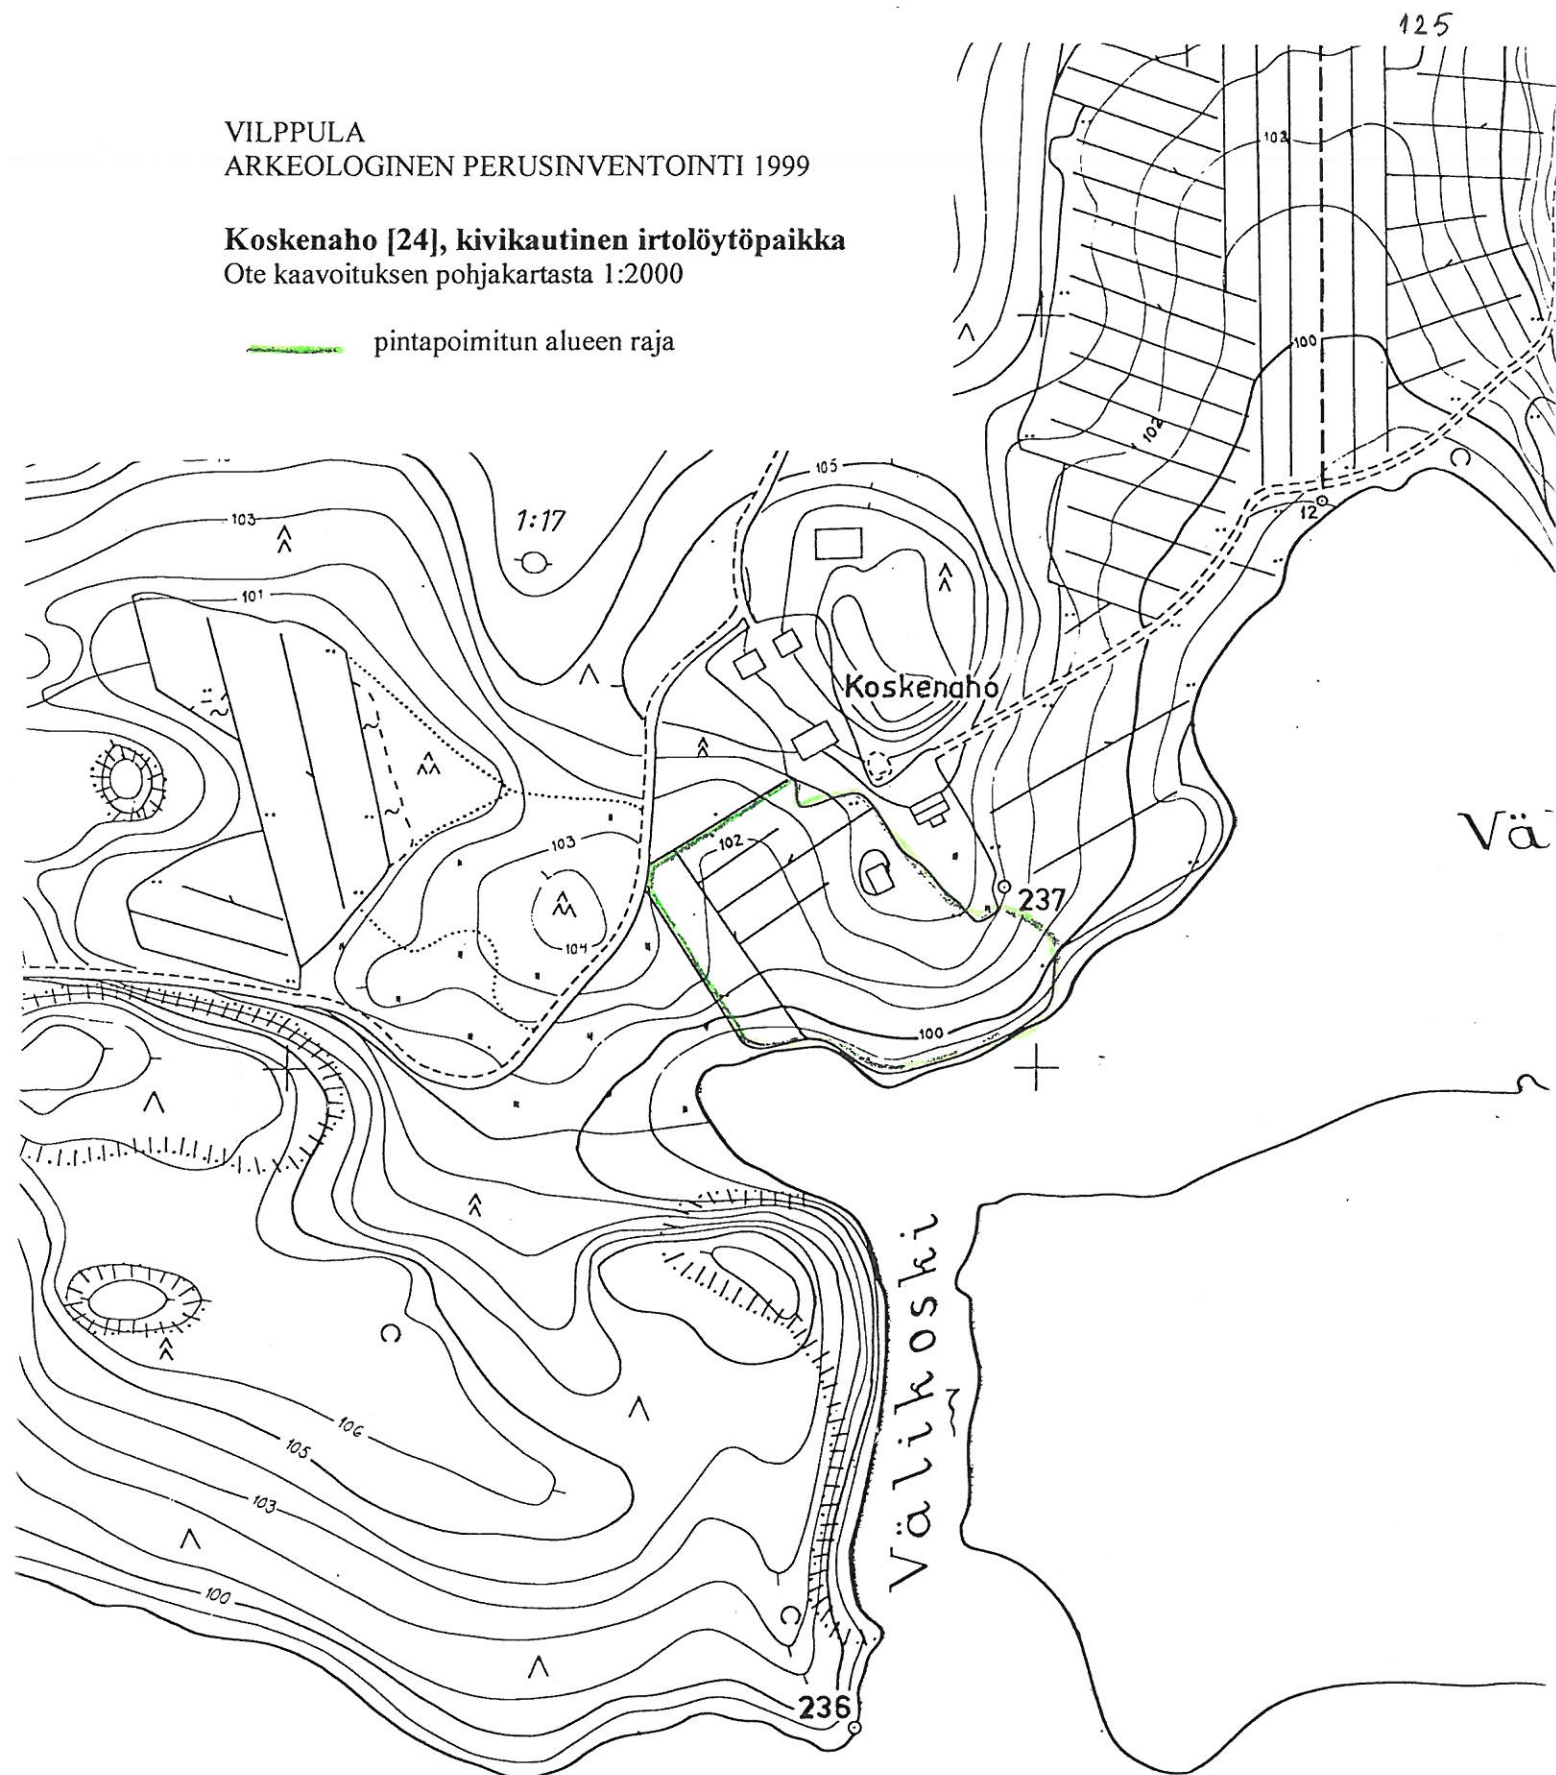 125
VILPPULA
ARKEOLOGINEN PERUSINVENTOINTI 1999
Koskenaho [24], kivikautinen irtolöytöpaikka
Ote kaavoituksen pohjakartasta 1:2000
pintapoimitun alueen raja
103
100
102
105
103
1:17
12
101
Koskenaho
Vä
102
103
237
104
100
Välikoski
106
105
103
100
236